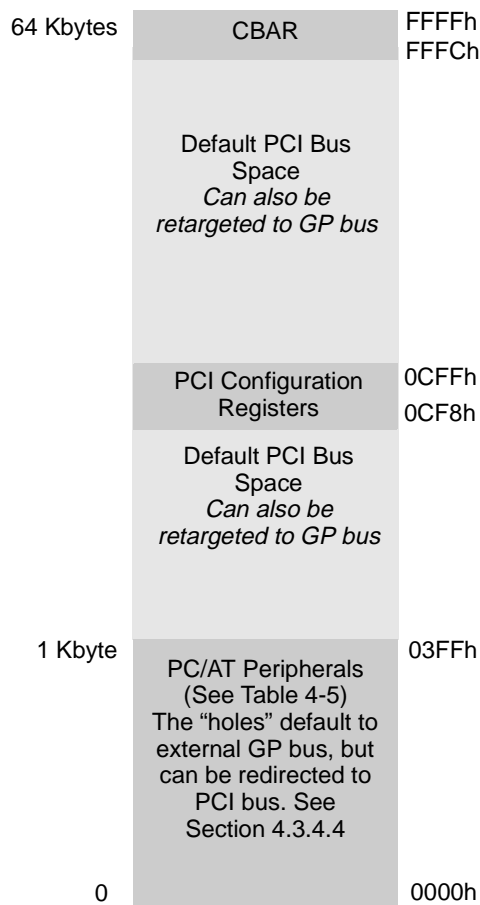 64 Kbytes
CBAR
FFFFh
FFFCh
Default PCI Bus
Space
Can also be
retargeted to GP bus
PCI Configuration
Registers
0CFFh
0CF8h
Default PCI Bus
Space
Can also be
retargeted to GP bus
1 Kbyte
03FFh
PC/AT Peripherals
(See Table 4-5)
The “holes” default to
external GP bus, but
can be redirected to
PCI bus. See
Section 4.3.4.4
0
0000h